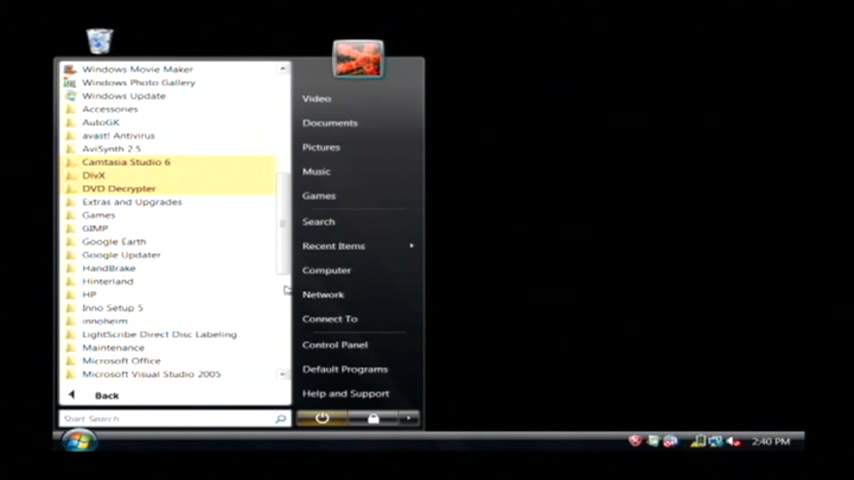 Windows Movie Maker
Windows Photo Gallery
Windows Update
Accessories
AutoGK
avast! Antivirus
AviSynth 2.5
Camtasia Studio 6
DivX
DVD Decrypter
Extras and Upgrades
Games
GIMP
Google Earth
Google Updater
HandBrake
Hinterland
HP
Inno Setup 5
innoheim
LightScribe Direct Disc Labeling
Maintenance
Microsoft Office
Microsoft Visual Studio 2005
Back
Start Search
Video
Documents
Pictures
Music
Games
Search
Recent Items
Computer
Network
Connect To
Control Panel
Default Programs
Help and Support
2:40 PM